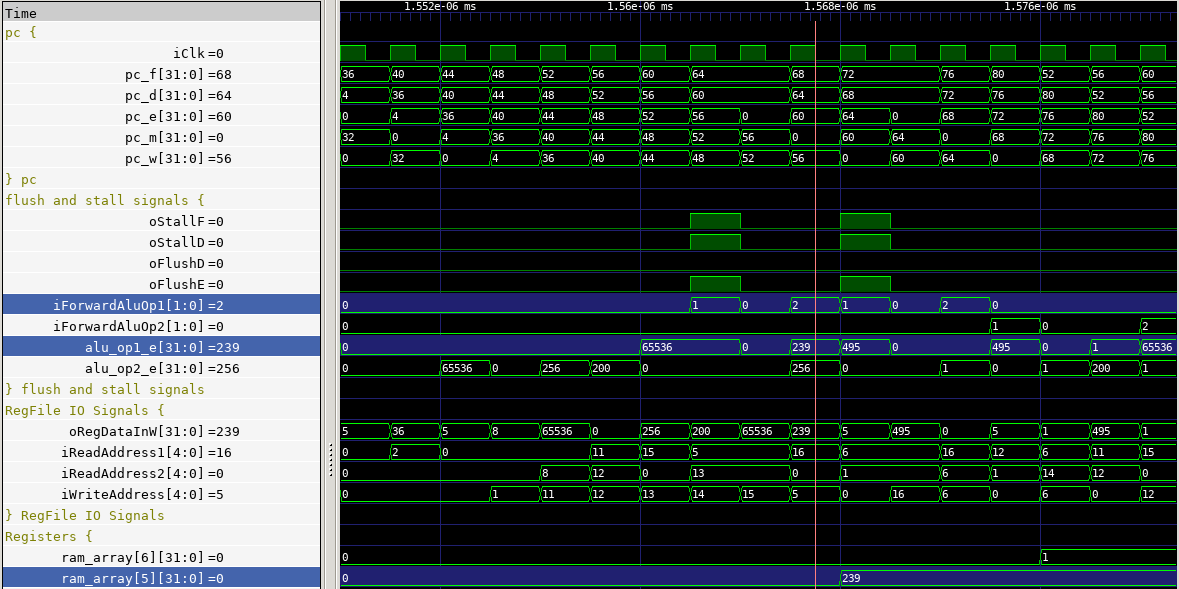 Time 1.552e-06 ms 1.56e-06 ms 1.568e-06 ms 1.576e-06 ms
pc {
iClk=0
pc_f[31:0]=68 36 40 44 48 52 56 60 64 68 72 76 80 52 56 60
pc_d[31:0]=64 4 36 40 44 48 52 56 60 64 68 72 76 80 52 56
pc_e[31:0]=60 0 4 36 40 44 48 52 56 0 60 64 0 68 72 76 80 52
pc_m[31:0]=0 32 0 4 36 40 44 48 52 56 0 60 64 0 68 72 76 80
pc_w[31:0]=56 0 32 0 4 36 40 44 48 52 56 0 60 64 0 68 72 76
} pc
flush and stall signals {
oStallF=0
oStallD=0
oFlushD=0
oFlushE=0
iForwardAluOp1[1:0]=2 0 1 0 2 1 0 2 0
iForwardAluOp2[1:0]=0 0 1 0 2
alu_op1_e[31:0]=239 0 65536 0 239 495 0 495 0 1 65536
alu_op2_e[31:0]=256 0 65536 0 256 200 0 256 0 1 0 1 200 1
} flush and stall signals
RegFile IO Signals {
oRegDataInW[31:0]=239 5 36 5 8 65536 0 256 200 65536 239 5 495 0 5 1 495 1
iReadAddress1[4:0]=16 0 2 0 11 15 5 16 6 16 12 6 11 15
iReadAddress2[4:0]=0 0 8 12 0 13 0 1 6 1 14 12 0
iWriteAddress[4:0]=5 0 1 11 12 13 14 15 5 0 16 6 0 6 0 12
} RegFile IO Signals
Registers {
ram_array[6][31:0]=0 0 1
ram_array[5][31:0]=0 0 239